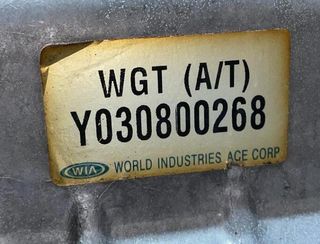 WGT (A/T)
Y030800268
WIA WORLD INDUSTRIES ACE CORP